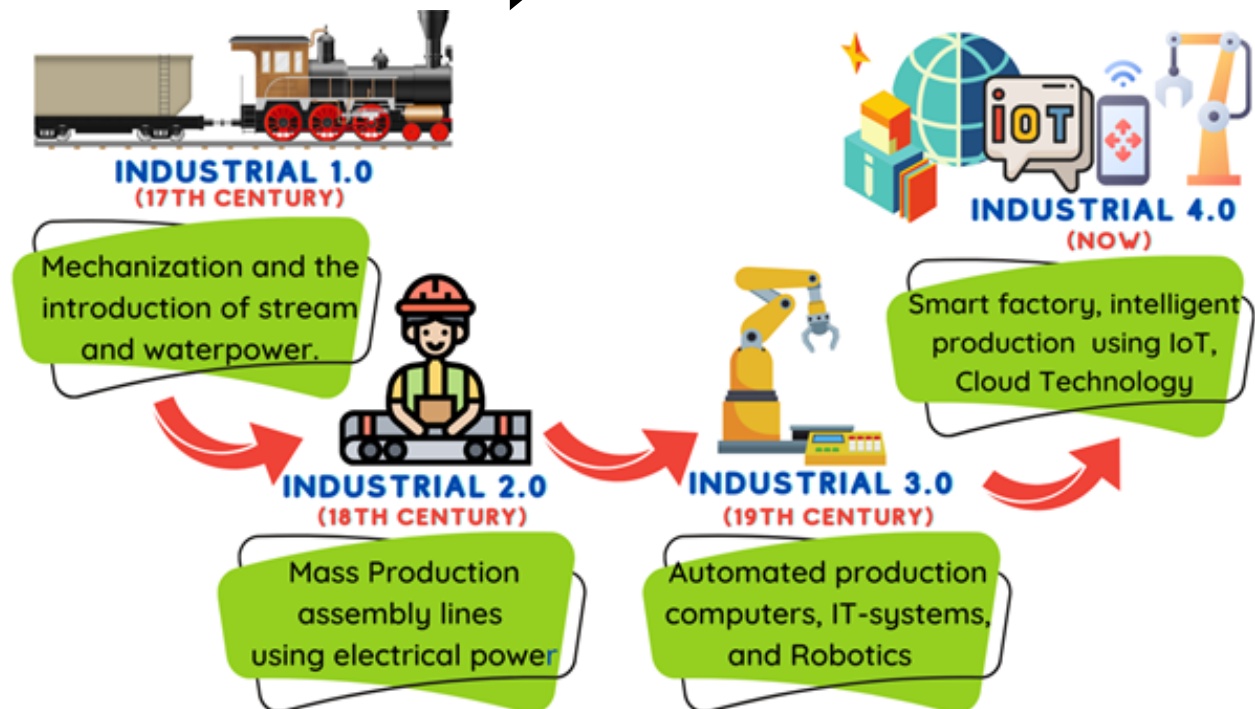 INDUSTRIAL 1.0
(17TH CENTURY)
Mechanization and the
introduction of stream
and waterpower.
INDUSTRIAL 2.0
(18TH CENTURY)
Mass Production
assembly lines
using electrical power
INDUSTRIAL 3.0
(19TH CENTURY)
Automated production
computers, IT-systems,
and Robotics
i
IoT
INDUSTRIAL 4.0
(NOW)
Smart factory, intelligent
production using IoT,
Cloud Technology